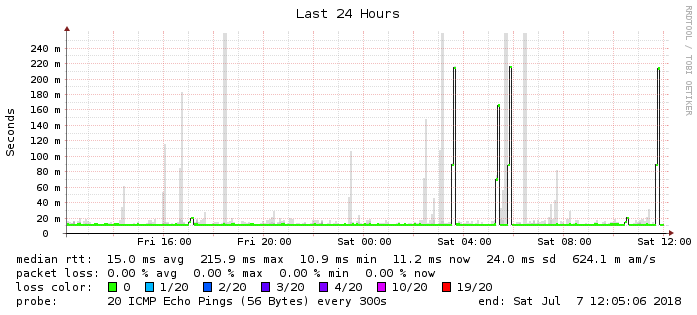 Last 24 Hours
RRDTOOL / TOBI OETIKER
Seconds
240 m
220 m
200 m
180 m
160 m
140 m
120 m
100 m
80 m
60 m
40 m
20 m
0
Fri 16:00 Fri 20:00 Sat 00:00 Sat 04:00 Sat 08:00 Sat 12:00
median rtt: 15.0 ms avg 215.9 ms max 10.9 ms min 11.2 ms now 24.0 ms sd 624.1 m am/s
packet loss: 0.00 % avg 0.00 % max 0.00 % min 0.00 % now
loss color: 0 1/20 2/20 3/20 4/20 10/20 19/20
probe: 20 ICMP Echo Pings (56 Bytes) every 300s end: Sat Jul 7 12:05:06 2018